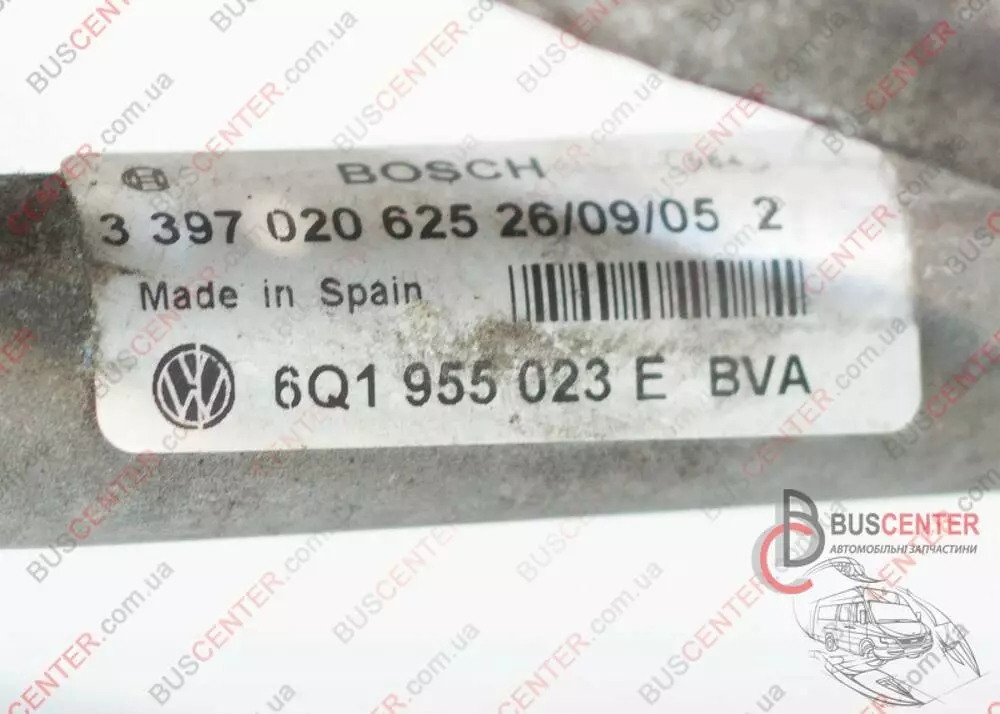 BOSCH
3 397 020 625 26/09/05 2
Made in Spain
6Q1 955 023 E BVA
BUSCENTER
АВТОМОБІЛЬНІ ЗАПЧАСТИНИ
BUSCENTER.com.ua